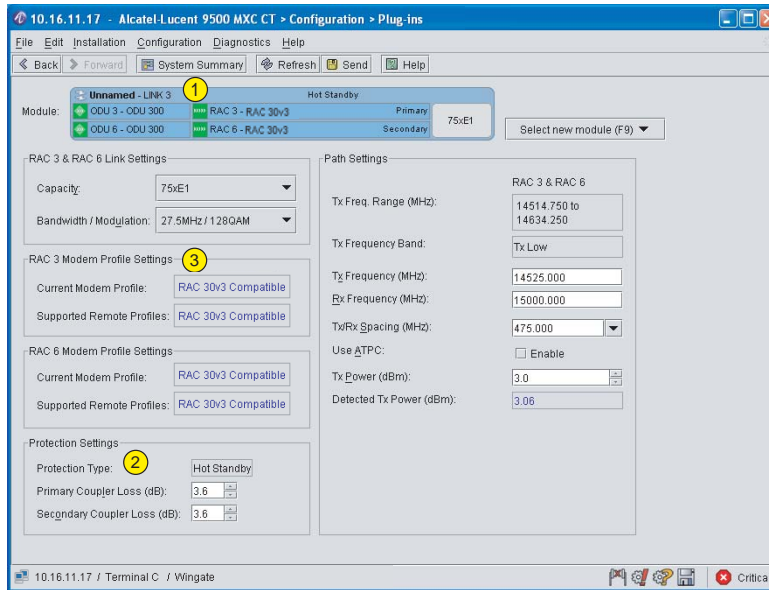 10.16.11.17 - Alcatel-Lucent 9500 MXC CT > Configuration > Plug-ins
File Edit Installation Configuration Diagnostics Help
Back Forward System Summary Refresh Send Help
Unnamed - LINK 3 1 Hot Standby
Module: ODU 3 - ODU 300 RAC 3 - RAC 30v3 Primary 75xE1
ODU 6 - ODU 300 RAC 6 - RAC 30v3 Secondary
Select new module (F9)
RAC 3 & RAC 6 Link Settings
Capacity: 75xE1
Bandwidth / Modulation: 27.5MHz / 128QAM
RAC 3 Modem Profile Settings 3
Current Modem Profile: RAC 30v3 Compatible
Supported Remote Profiles: RAC 30v3 Compatible
RAC 6 Modem Profile Settings
Current Modem Profile: RAC 30v3 Compatible
Supported Remote Profiles: RAC 30v3 Compatible
Protection Settings
Protection Type: 2 Hot Standby
Primary Coupler Loss (dB): 3.6
Secondary Coupler Loss (dB): 3.6
Path Settings
RAC 3 & RAC 6
Tx Freq. Range (MHz): 14514.750 to
14634.250
Tx Frequency Band: Tx Low
Tx Frequency (MHz): 14525.000
Rx Frequency (MHz): 15000.000
Tx/Rx Spacing (MHz): 475.000
Use ATPC: Enable
Tx Power (dBm): 3.0
Detected Tx Power (dBm): 3.06
10.16.11.17 / Terminal C / Wingate
Critica